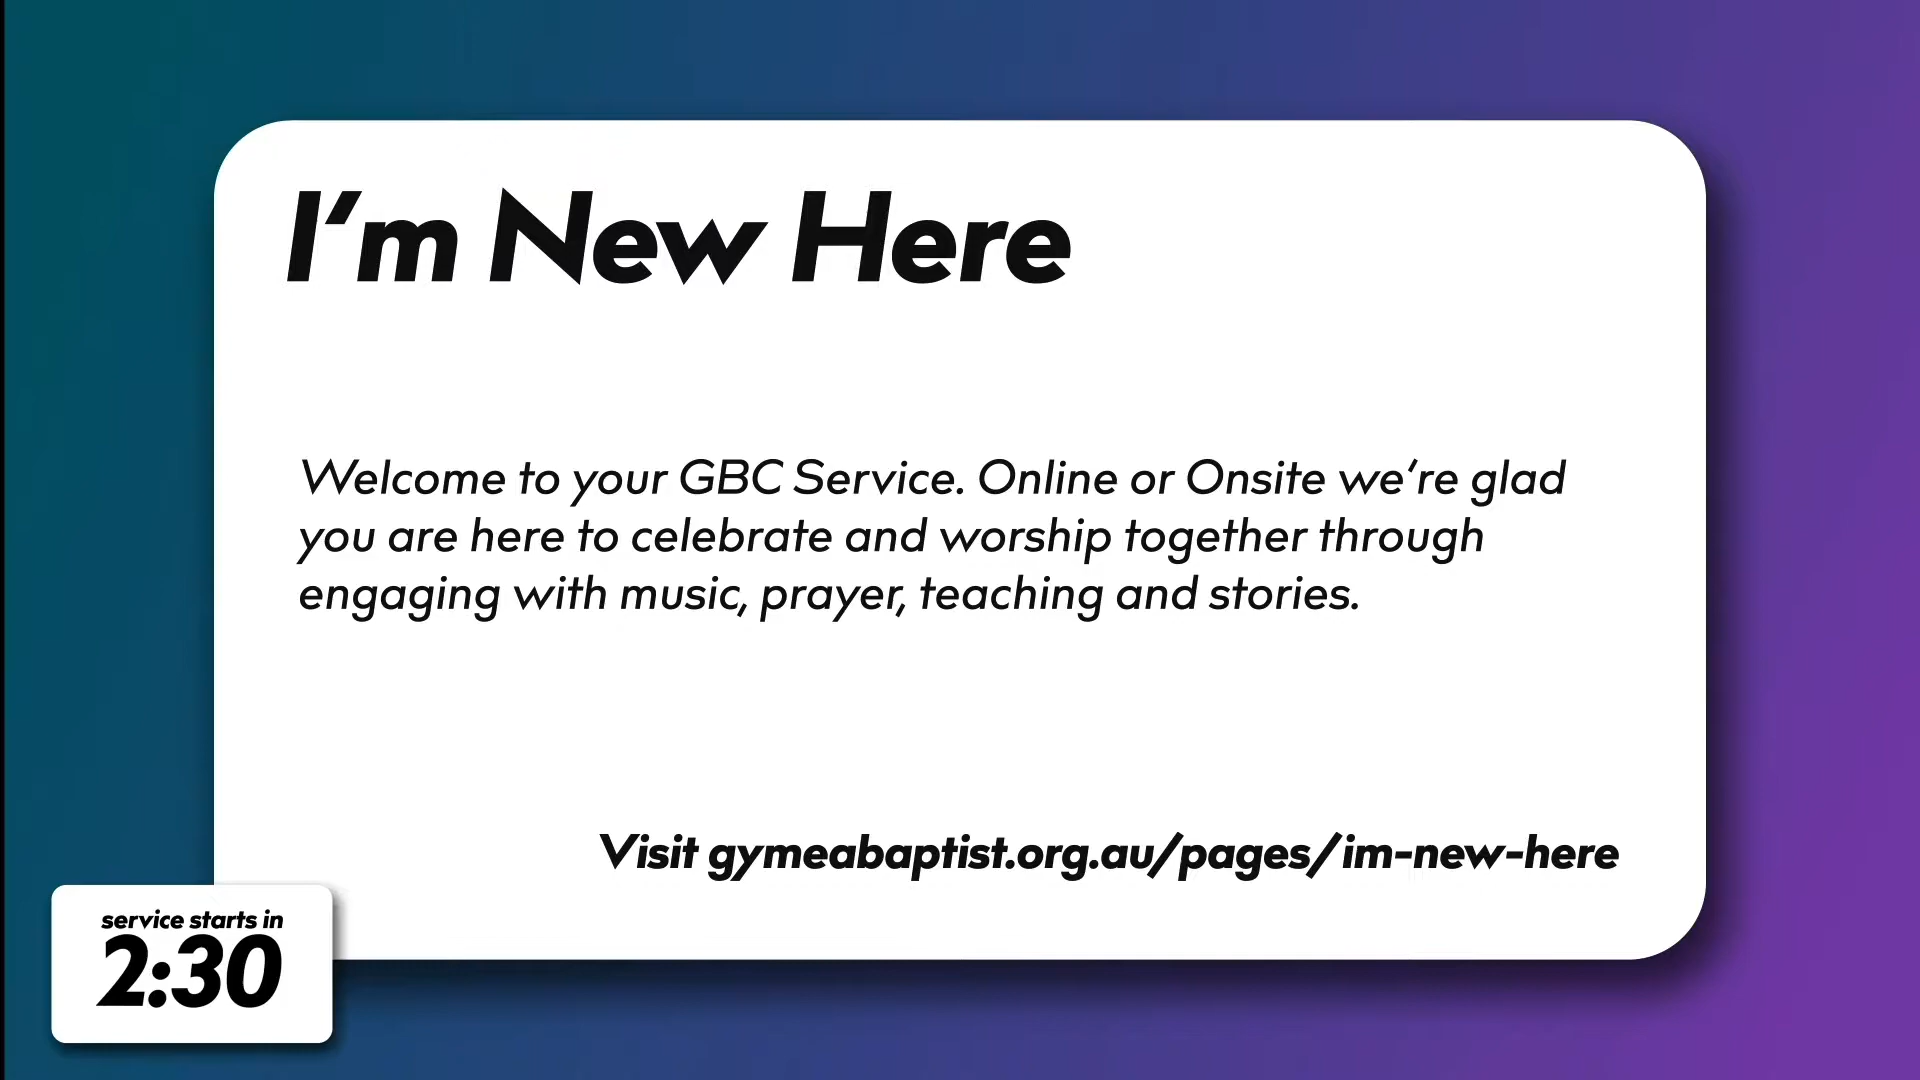 I’m New Here
Welcome to your GBC Service. Online or Onsite we’re glad
you are here to celebrate and worship together through
engaging with music, prayer, teaching and stories.
Visit gymeabaptist.org.au/pages/im-new-here
service starts in
2:30